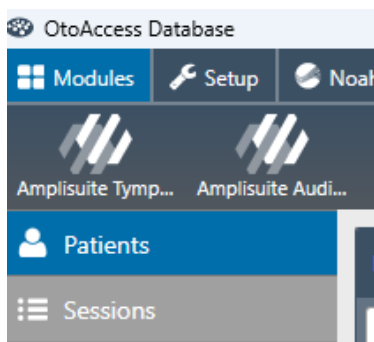 OtoAccess Database
Modules Setup Noah
Amplisuite Tymp... Amplisuite Audi...
Patients
Sessions